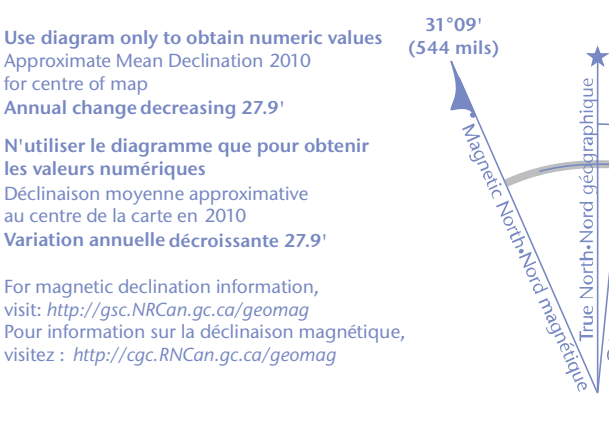 Use diagram only to obtain numeric values
Approximate Mean Declination 2010
for centre of map
Annual change decreasing 27.9'
N'utiliser le diagramme que pour obtenir
les valeurs numériques
Déclinaison moyenne approximative
au centre de la carte en 2010
Variation annuelle décroissante 27.9'
For magnetic declination information,
visit: http://gsc.NRCan.gc.ca/geomag
Pour information sur la déclinaison magnétique,
visitez : http://cgc.RNCan.gc.ca/geomag
31°09'
(544 mils)
Magnetic North•Nord magnétique
True North•Nord géographique